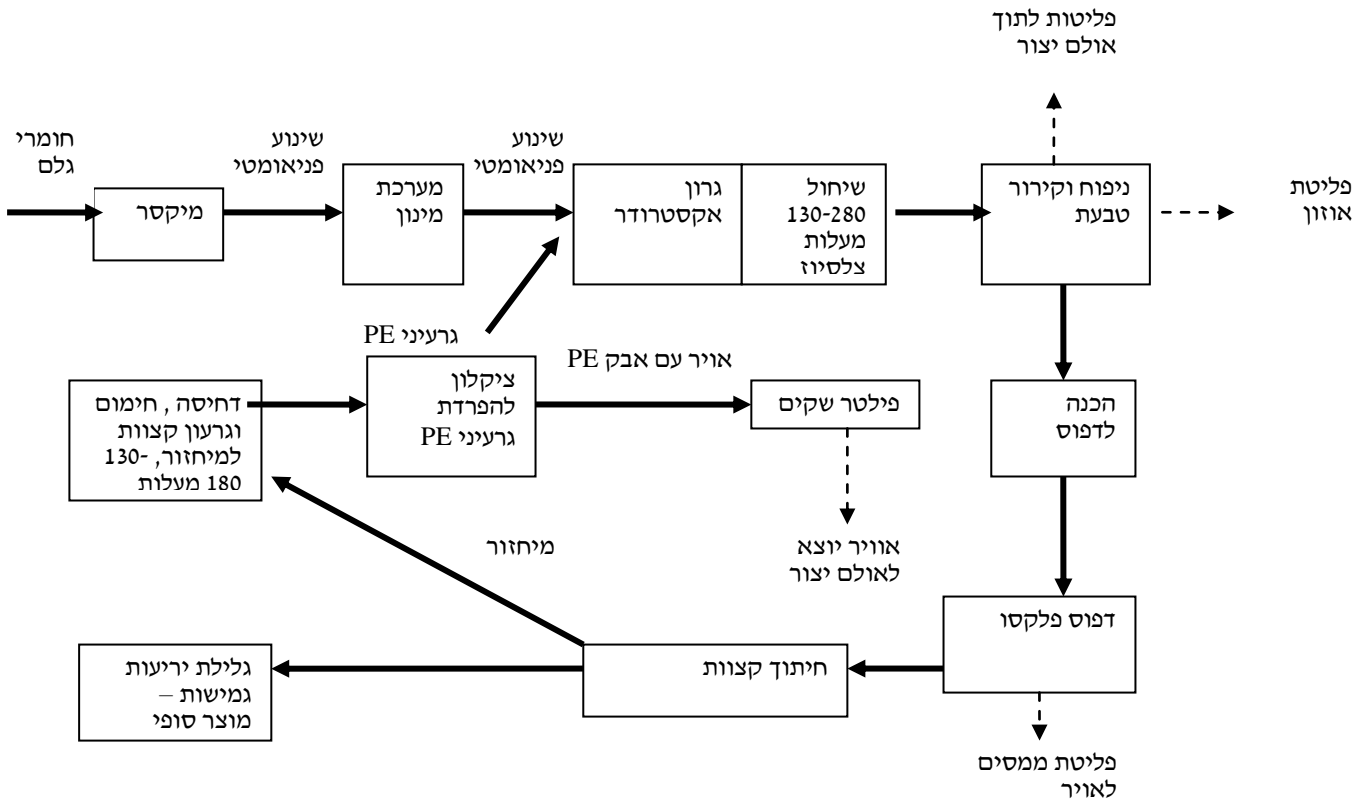 פליטות לתוך
אולם יצור
חומרי
גלם
מיקסר
שינוע
פניאומטי
מערכת
מינון
שינוע
פניאומטי
גרון
אקסטרודר
שיחול
130-280
מעלות
צלסיוז
ניפוח וקירור
טבעת
פליטת
אוזון
גרעיני PE
דחיסה , חימום
וגרעון קצוות
למיחזור, 130-
180 מעלות
ציקלון
להפרדת
גרעיני PE
אויר עם אבק PE
פילטר שקים
אוויר יוצא
לאולם יצור
הכנה
לדפוס
דפוס פלקסו
פליטת ממסים
לאויר
חיתוך קצוות
מיחזור
גלילת יריעות
גמישות –
מוצר סופי